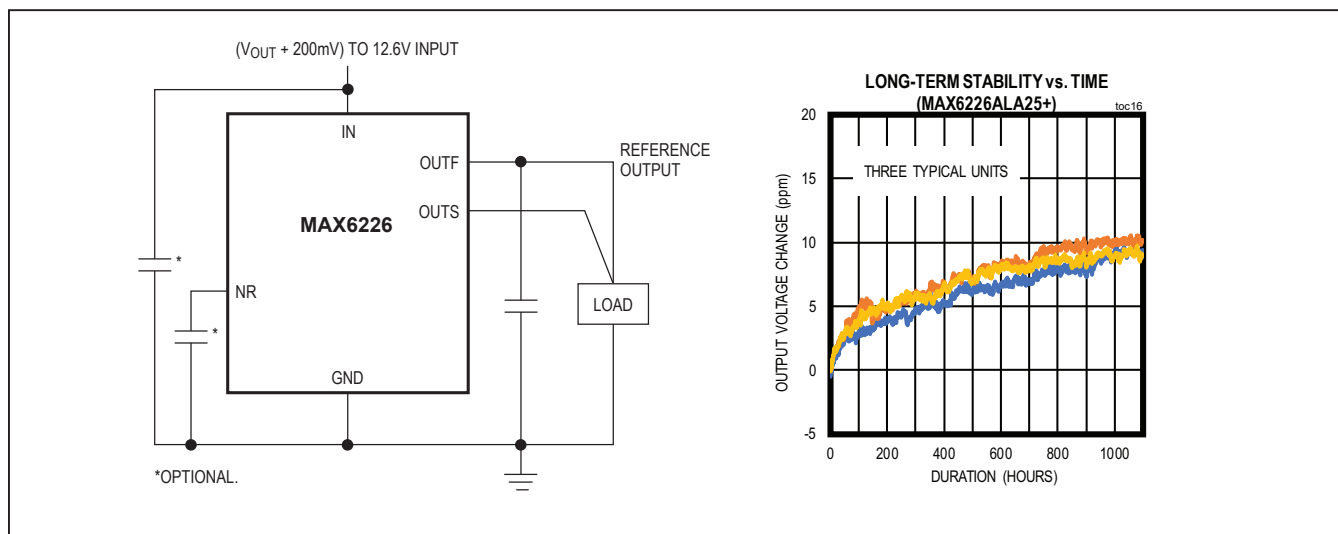 (VOUT + 200mV) TO 12.6V INPUT
IN
OUTF
REFERENCE
OUTPUT
OUTS
MAX6226
*
NR
*
LOAD
GND
*OPTIONAL.
LONG-TERM STABILITY vs. TIME
(MAX6226ALA25+)
toc16
THREE TYPICAL UNITS
OUTPUT VOLTAGE CHANGE (ppm)
20
15
10
5
0
-5
0 200 400 600 800 1000
DURATION (HOURS)